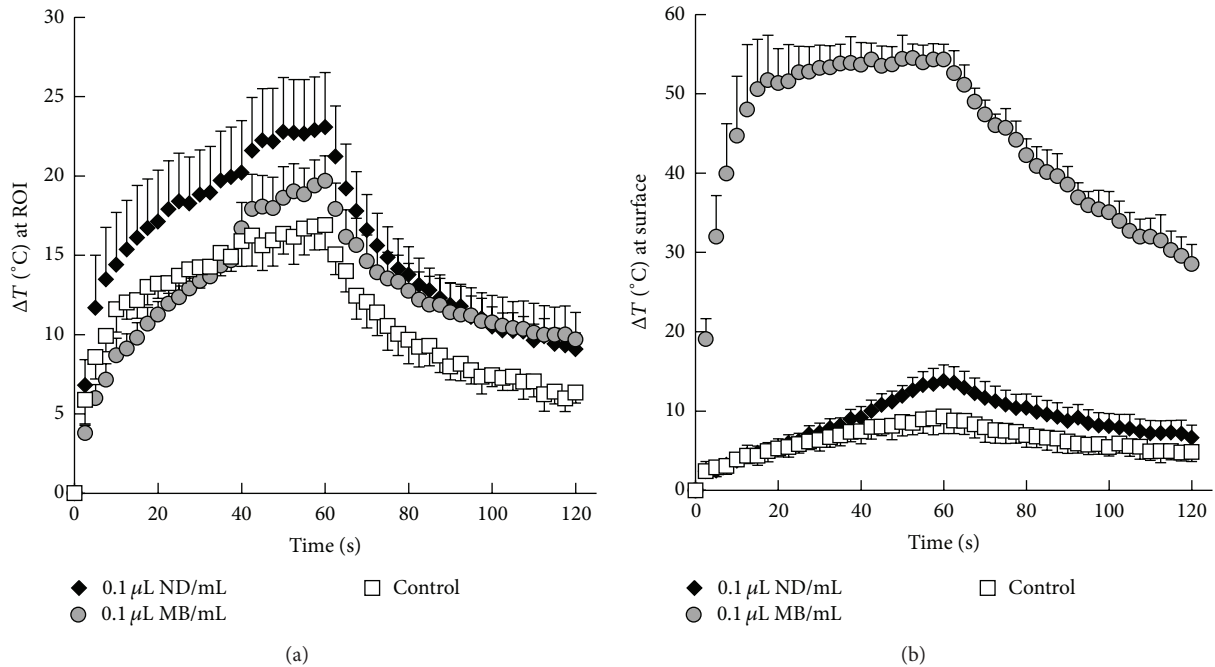 30
25
20
15
10
5
0
ΔT (°C) at ROI
0 20 40 60 80 100 120
Time (s)
0.1 μL ND/mL
0.1 μL MB/mL
Control
(a)
60
50
40
30
20
10
0
ΔT (°C) at surface
0 20 40 60 80 100 120
Time (s)
0.1 μL ND/mL
0.1 μL MB/mL
Control
(b)